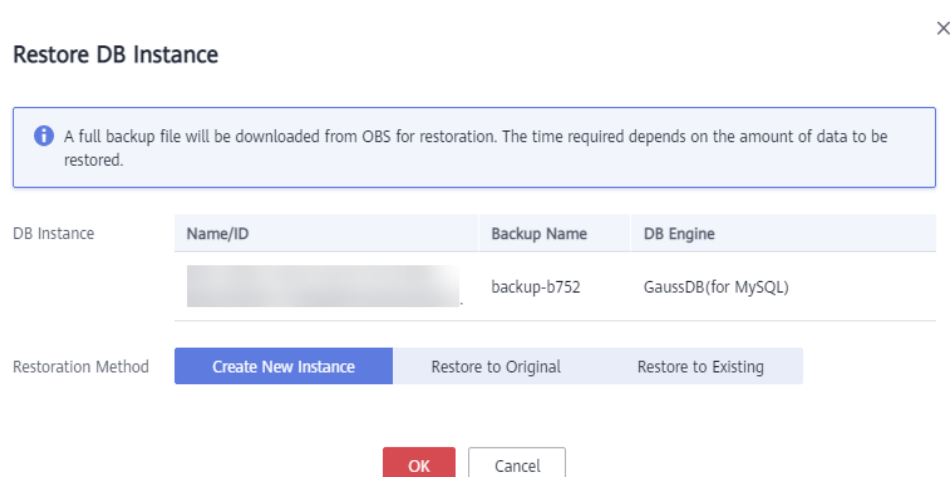 Restore DB Instance
A full backup file will be downloaded from OBS for restoration. The time required depends on the amount of data to be
restored.
DB Instance Name/ID Backup Name DB Engine
backup-b752 GaussDB(for MySQL)
Restoration Method Create New Instance Restore to Original Restore to Existing
OK Cancel